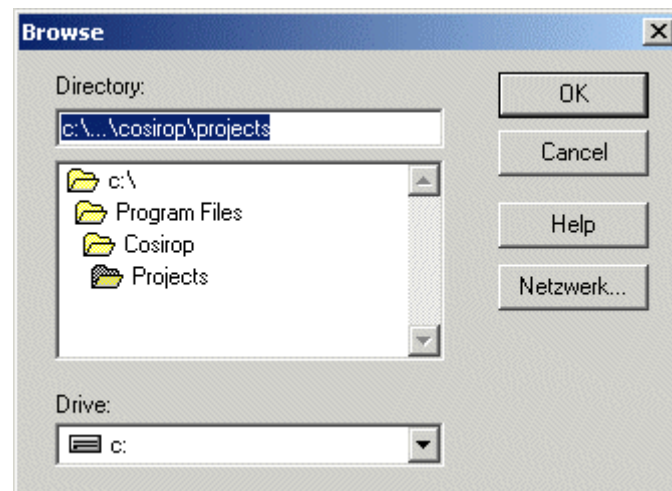 Browse
Directory:
c:\...\cosirop\projects
c:\
Program Files
Cosirop
Projects
Drive:
c:
OK
Cancel
Help
Netzwerk...